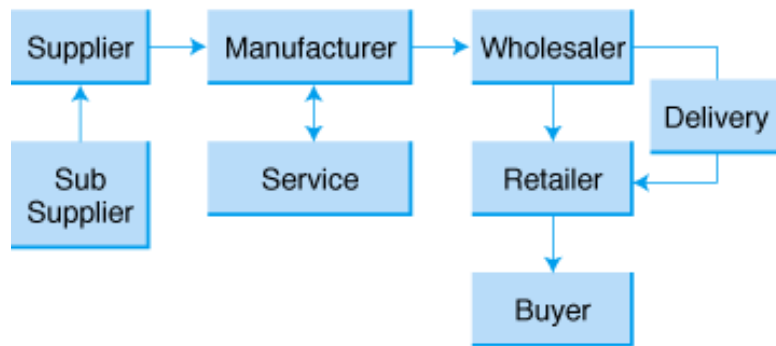 Supplier
Manufacturer
Wholesaler
Delivery
Sub
Supplier
Service
Retailer
Buyer